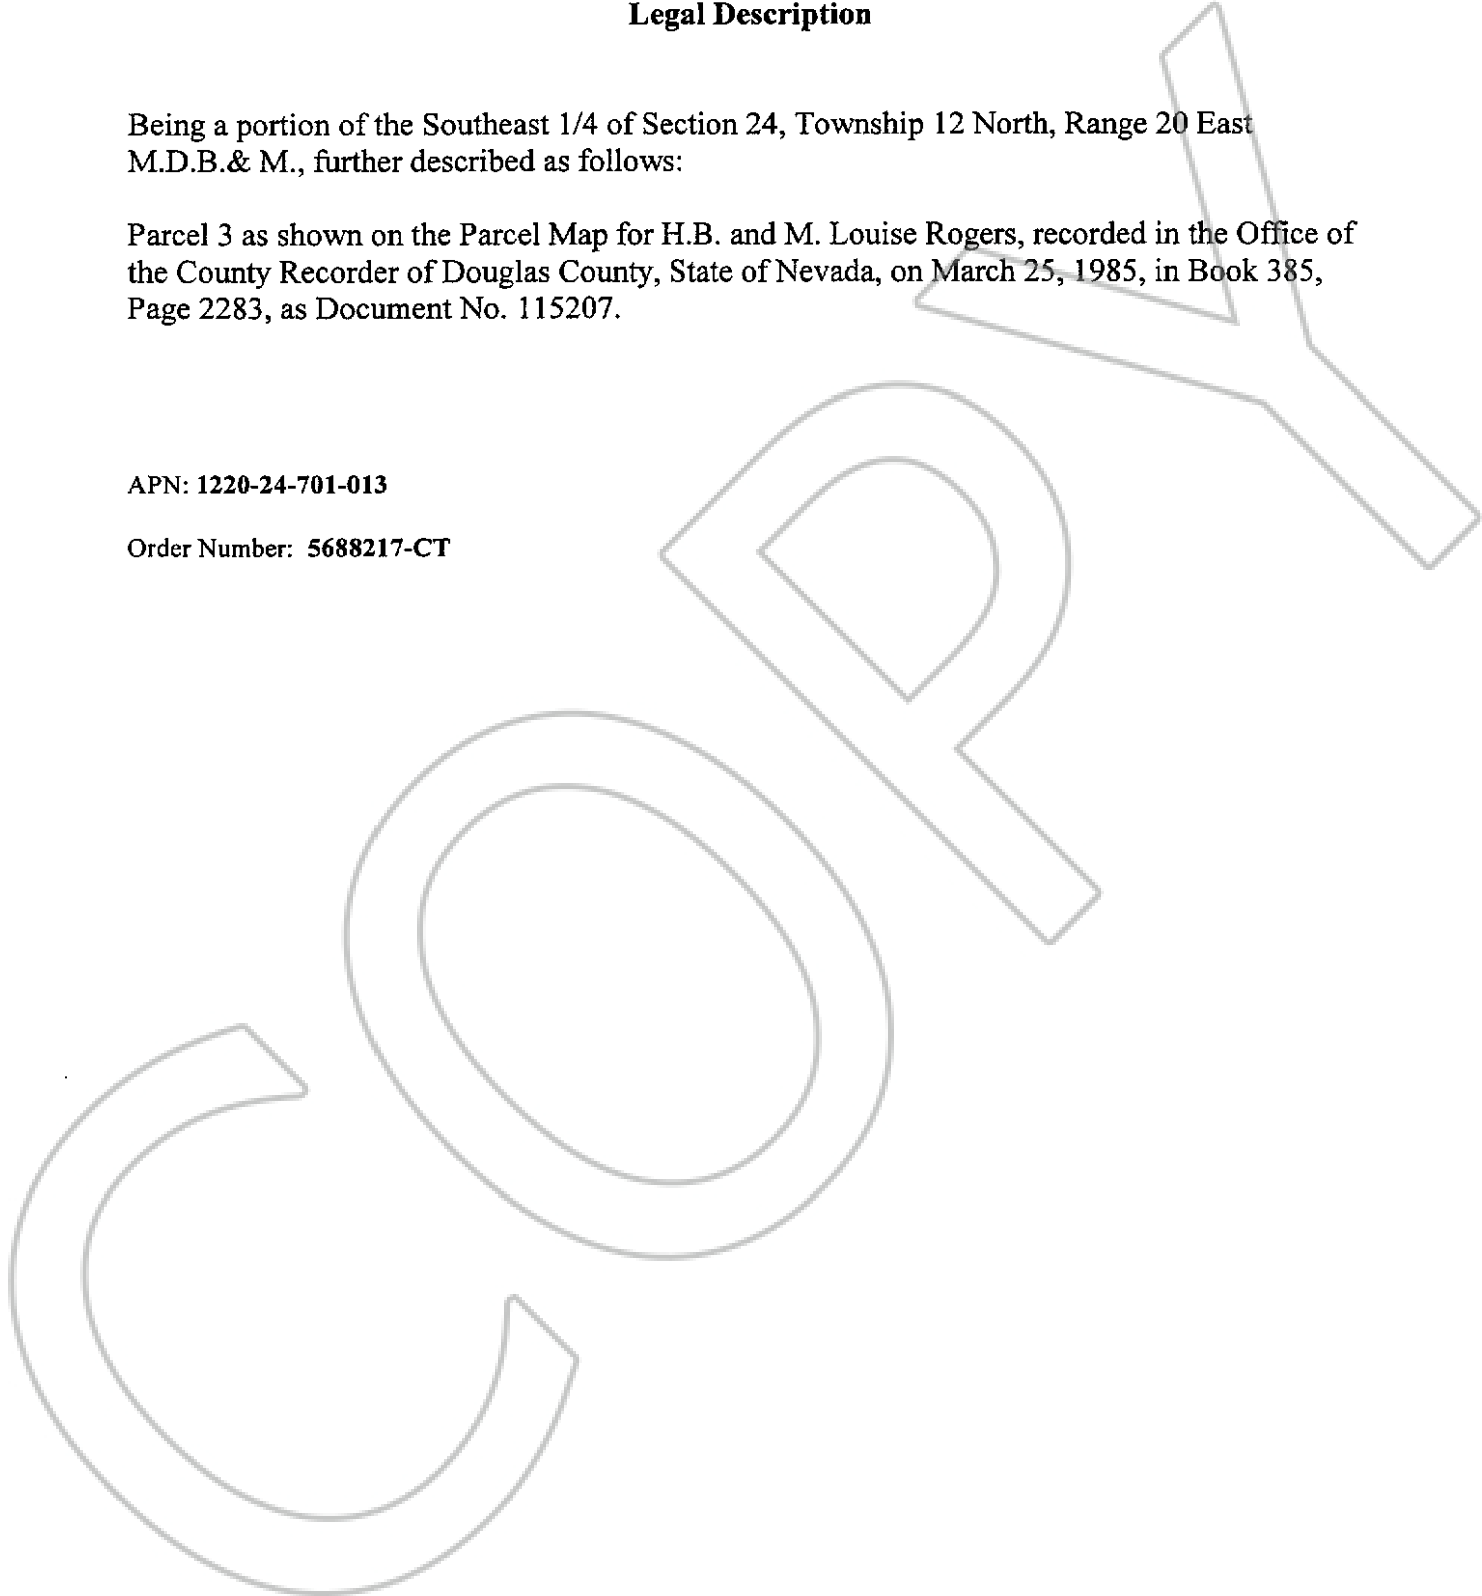 Legal Description
Being a portion of the Southeast 1/4 of Section 24, Township 12 North, Range 20 East
M.D.B.& M., further described as follows:
Parcel 3 as shown on the Parcel Map for H.B. and M. Louise Rogers, recorded in the Office of
the County Recorder of Douglas County, State of Nevada, on March 25, 1985, in Book 385,
Page 2283, as Document No. 115207.
APN: 1220-24-701-013
Order Number: 5688217-CT
COPY